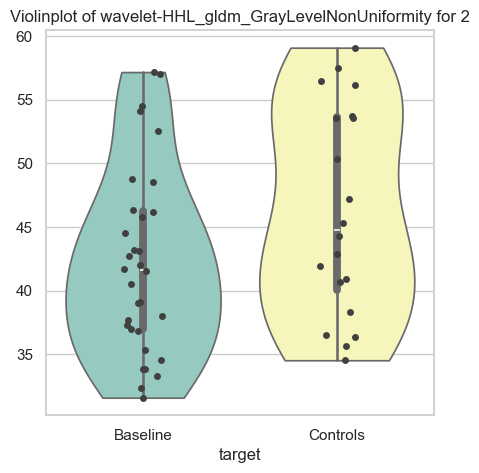 Violinplot of wavelet-HHL_gldm_GrayLevelNonUniformity for 2
60
55
50
45
40
35
Baseline Controls
target